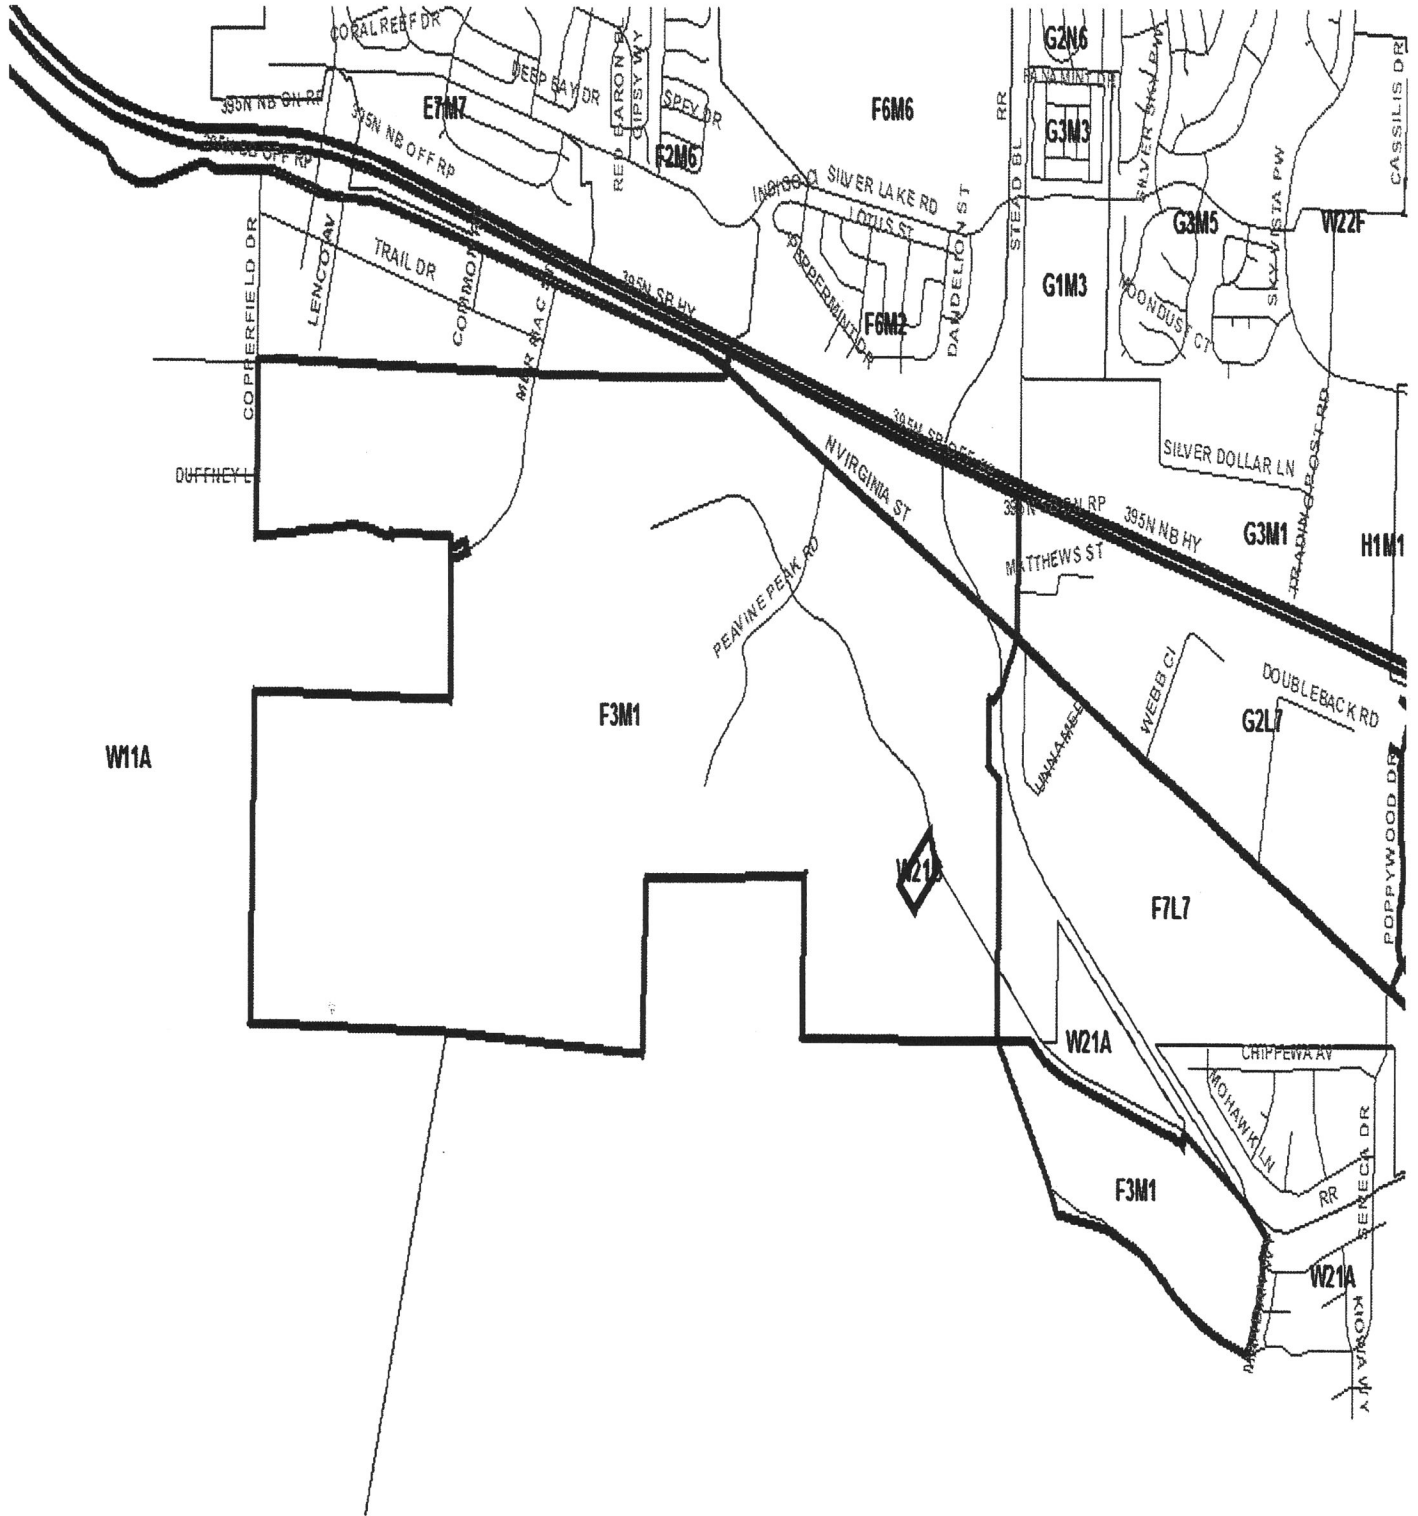 CORAL REEF DR
G2N6
CASSILIS DR
DEEP BAY DR
RED BARON
GIPSY WY
PANAMINT DR
SILVER SKY PW
395N NB ON RP
E7M7
SPEY DR
F6M6
RR
G3M3
395N NB OFF RP
395N SB OFF RP
F2M6
STEAD BL
INDIGO CI
SILVER LAKE RD
LOTUS ST
DANDELION ST
G3M5
SKY VISTA PW
W22F
COPPERFIELD DR
LENCO AV
TRAIL DR
395N SB HY
PEPPERMINT DR
F6M2
G1M3
MOONDUST CT
N VIRGINIA ST
SILVER DOLLAR LN
TRADING POST RD
DUFFNEY L
395N NB HY
G3M1
H1M1
MATTHEWS ST
PEAVINE PEAK RD
WEBB CI
DOUBLEBACK RD
F3M1
G2L7
UNNAMED
W11A
POPPYWOOD DR
F7L7
W21A
CHIPPEWA AV
MOHAWK LN
SENECA DR
F3M1
RR
W21A
KIOWA WY